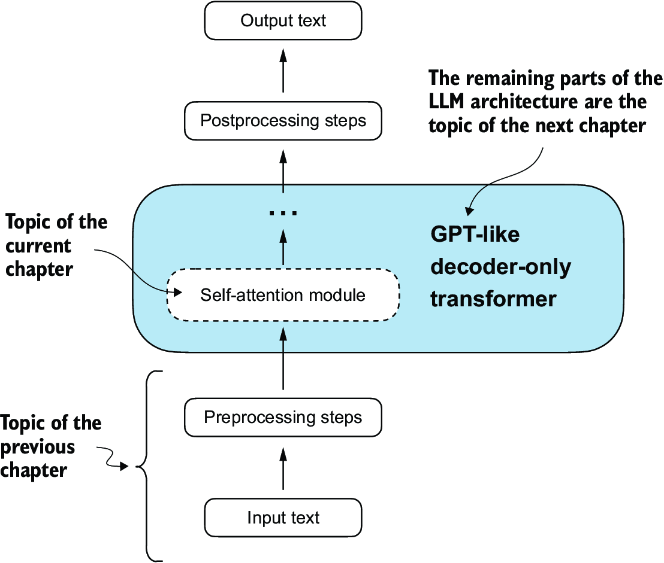 Output text
The remaining parts of the
LLM architecture are the
topic of the next chapter
Postprocessing steps
...
Topic of the
current
chapter
GPT-like
decoder-only
transformer
Self-attention module
Topic of the
previous
chapter
Preprocessing steps
Input text